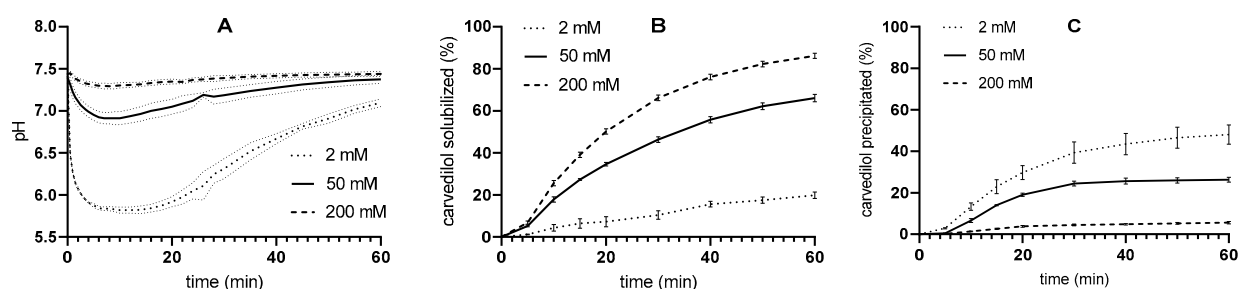 A
8.0
7.5
7.0
6.5
6.0
5.5
pH
2 mM
50 mM
200 mM
0 20 40 60
time (min)
B
100
80
60
40
20
0
carvedilol solubilized (%)
2 mM
50 mM
200 mM
0 20 40 60
time (min)
C
100
80
60
40
20
0
carvedilol precipitated (%)
2 mM
50 mM
200 mM
0 20 40 60
time (min)